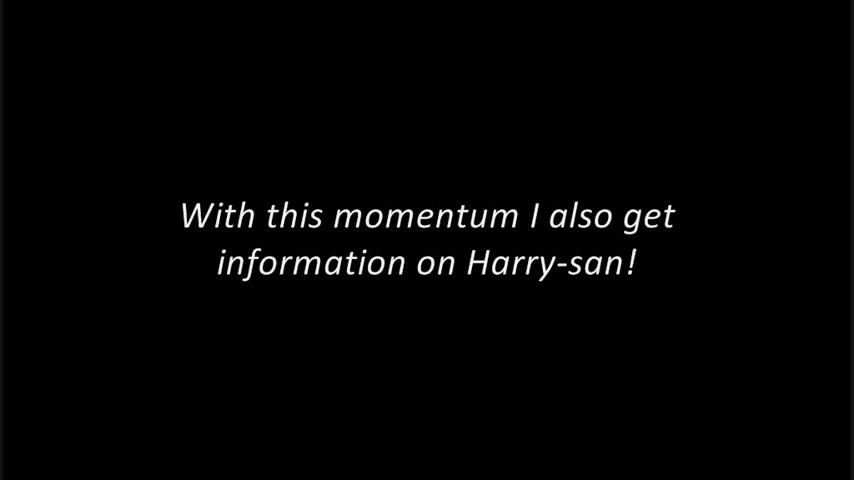 With this momentum I also get
information on Harry-san!